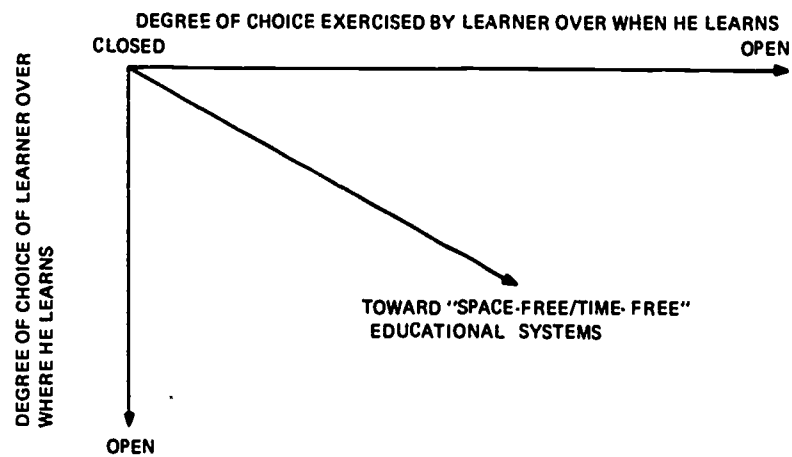 DEGREE OF CHOICE EXERCISED BY LEARNER OVER WHEN HE LEARNS
CLOSED
OPEN
DEGREE OF CHOICE OF LEARNER OVER
WHERE HE LEARNS
TOWARD "SPACE-FREE/TIME- FREE"
EDUCATIONAL SYSTEMS
OPEN